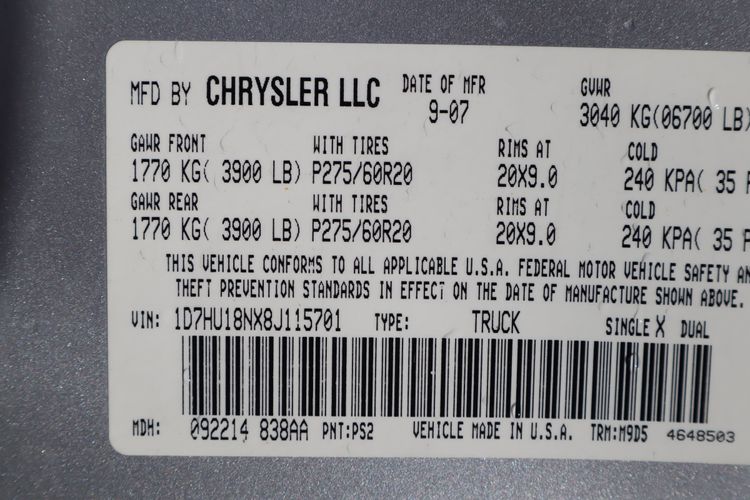 MFD BY CHRYSLER LLC DATE OF MFR 9-07 GVWR 3040 KG(06700 LB)
GAWR FRONT WITH TIRES RIMS AT COLD
1770 KG( 3900 LB) P275/60R20 20X9.0 240 KPA( 35 P
GAWR REAR WITH TIRES RIMS AT COLD
1770 KG( 3900 LB) P275/60R20 20X9.0 240 KPA( 35 P
THIS VEHICLE CONFORMS TO ALL APPLICABLE U.S.A. FEDERAL MOTOR VEHICLE SAFETY AN
THEFT PREVENTION STANDARDS IN EFFECT ON THE DATE OF MANUFACTURE SHOWN ABOVE.
VIN: 1D7HU18NX8J115701 TYPE: TRUCK SINGLE X DUAL
MDH: 092214 838AA PNT:PS2 VEHICLE MADE IN U.S.A. TRM:M9D5 4648503